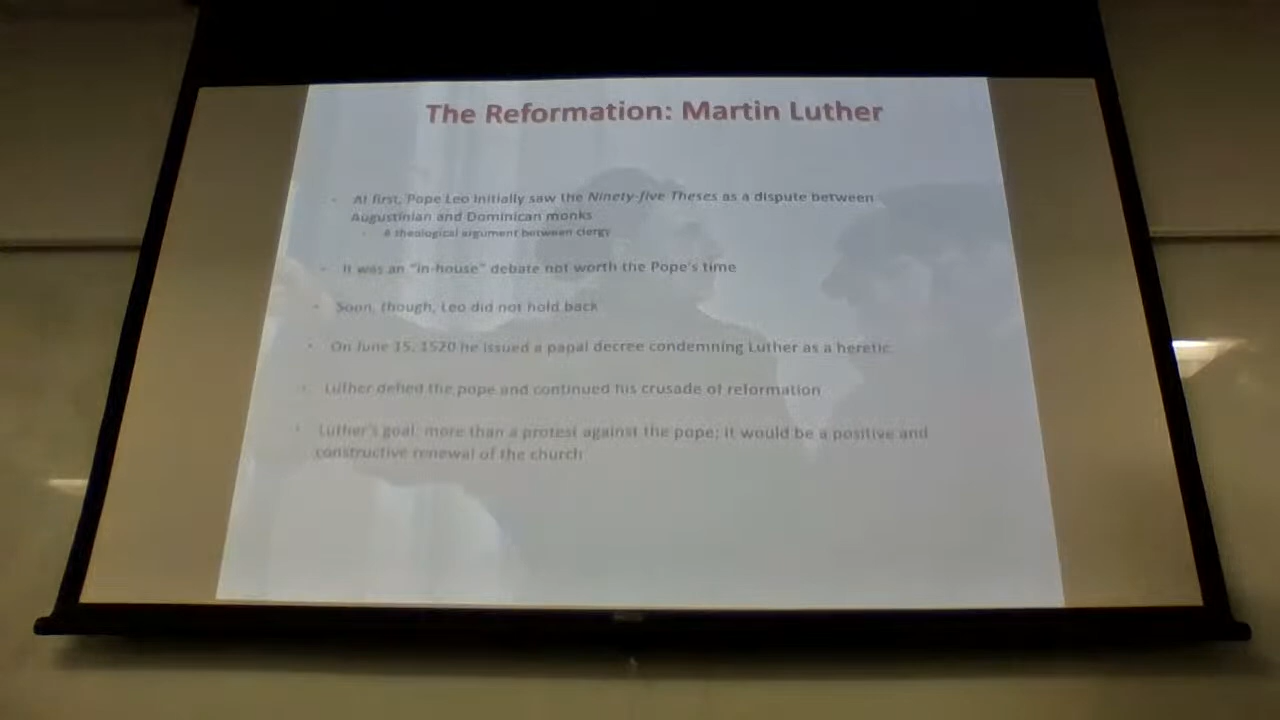 The Reformation: Martin Luther
At first, Pope Leo initially saw the Ninety-five Theses as a dispute between
Augustinian and Dominican monks
A theological argument between clergy
It was an "in-house" debate not worth the Pope's time
Soon, though, Leo did not hold back
On June 15, 1520 he issued a papal decree condemning Luther as a heretic
Luther defied the pope and continued his crusade of reformation
Luther's goal: more than a protest against the pope; it would be a positive and
constructive renewal of the church